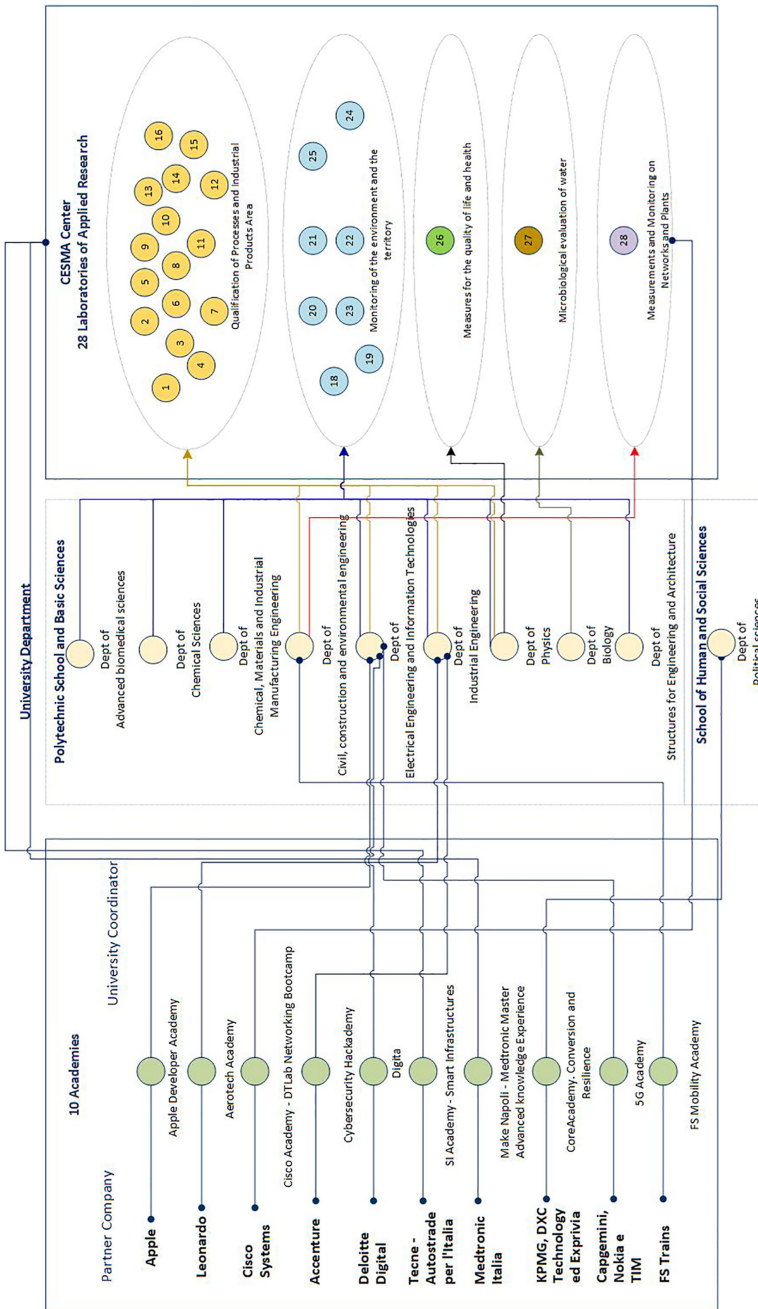 CESMA Center
28 Laboratories of Applied Research
1
2
3
4
5
6
7
8
9
10
11
12
13
14
15
16
Qualification of Processes and Industrial
Products Area
18
19
20
21
22
23
24
25
Monitoring of the environment and the
territory
26
Measures for the quality of life and health
27
Microbiological evaluation of water
28
Measurements and Monitoring on
Networks and Plants
University Department
Polytechnic School and Basic Sciences
Dept of
Advanced biomedical sciences
Dept of
Chemical Sciences
Dept of
Chemical, Materials and Industrial
Manufacturing Engineering
Dept of
Civil, construction and environmental engineering
Dept of
Electrical Engineering and Information Technologies
Dept of
Industrial Engineering
Dept of
Physics
Dept of
Biology
Dept of
Structures for Engineering and Architecture
School of Human and Social Sciences
Dept of
Political sciences
10 Academies
Partner Company
University Coordinator
Apple
Apple Developer Academy
Leonardo
Aerotech Academy
Cisco
Systems
Cisco Academy - DTLab Networking Bootcamp
Accenture
Cybersecurity Hackademy
Deloitte
Digital
Digita
Tecne -
Autostrade
per l'Italia
SI Academy - Smart Infrastructures
Medtronic
Italia
Make Napoli - Medtronic Master
Advanced knowledge Experience
KPMG, DXC
Technology
ed Exprivia
CoreAcademy. Conversion and
Resilience
Capgemini,
Nokia e
TIM
5G Academy
FS Trains
FS Mobility Academy